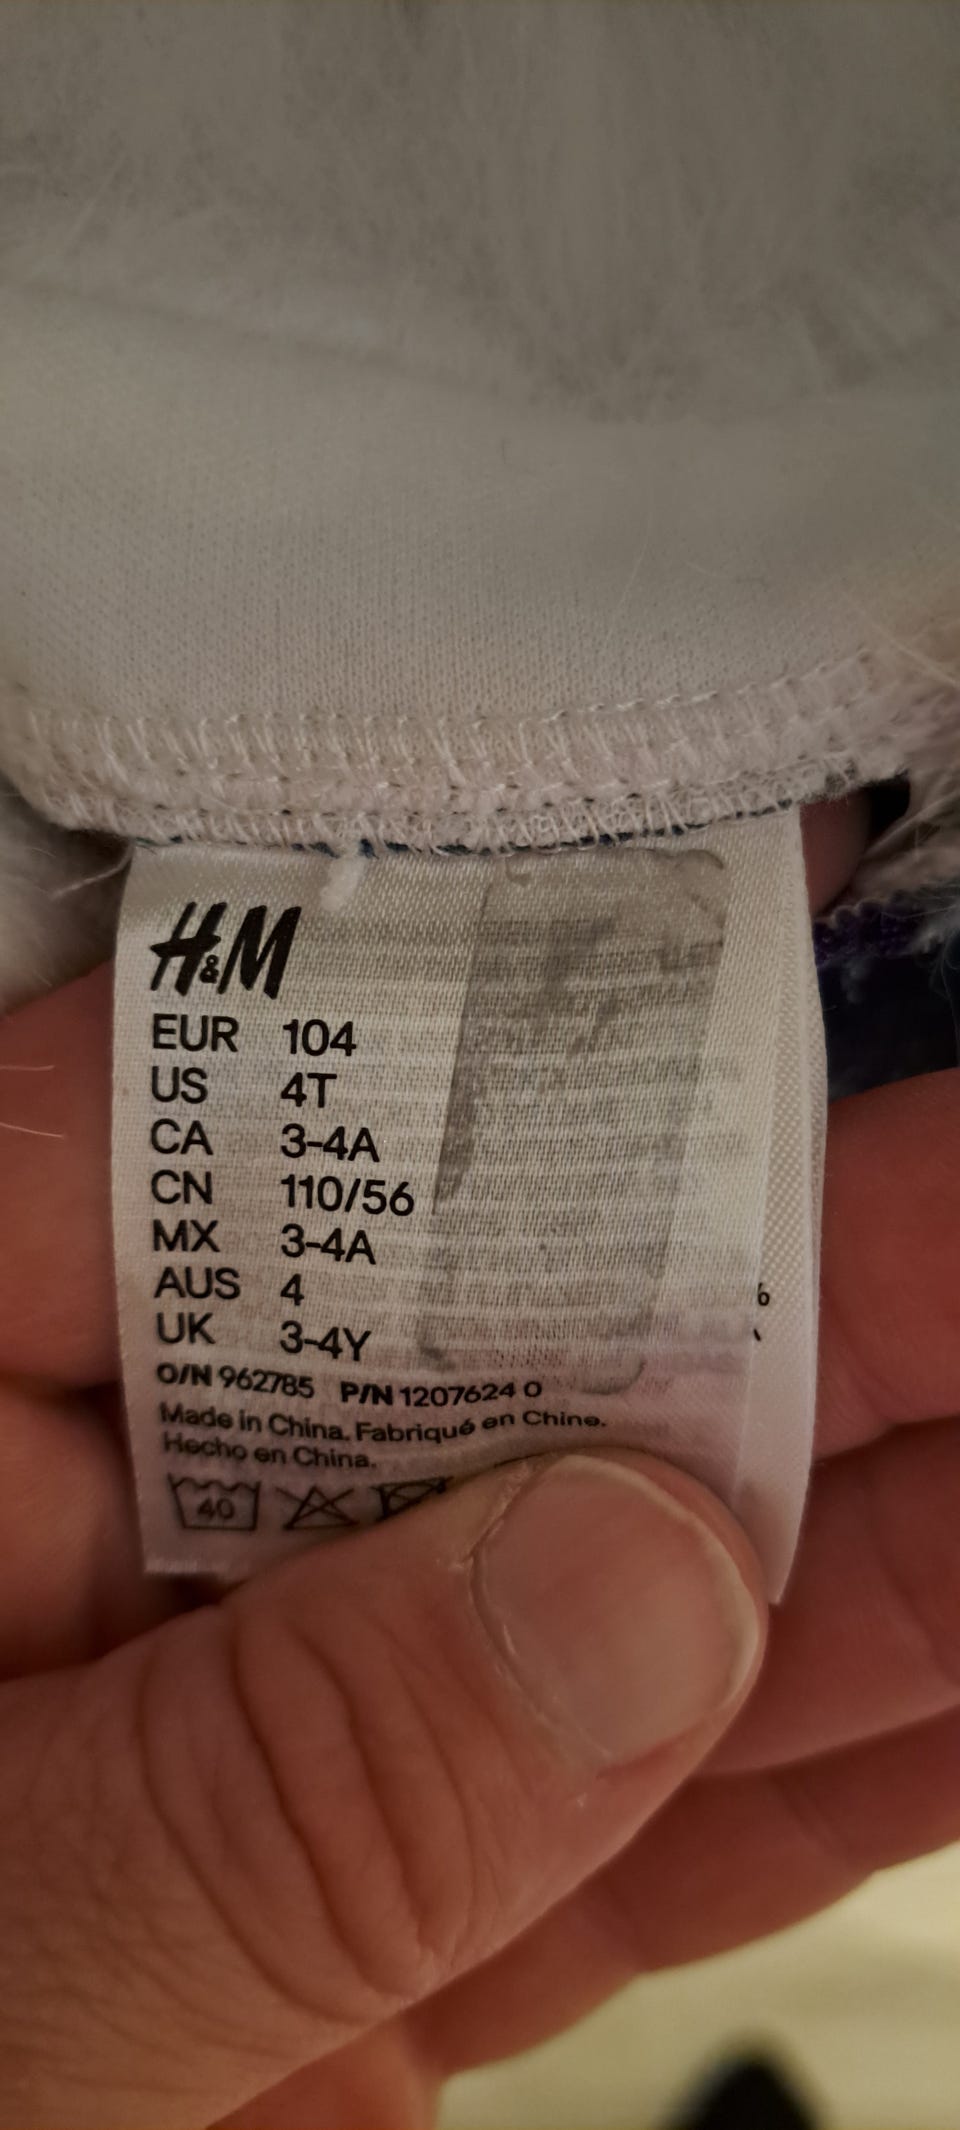 H&M
EUR 104
US 4T
CA 3-4A
CN 110/56
MX 3-4A
AUS 4
UK 3-4Y
O/N 962785 P/N 1207624 0
Made in China. Fabriqué en Chine.
Hecho en China.
40
%